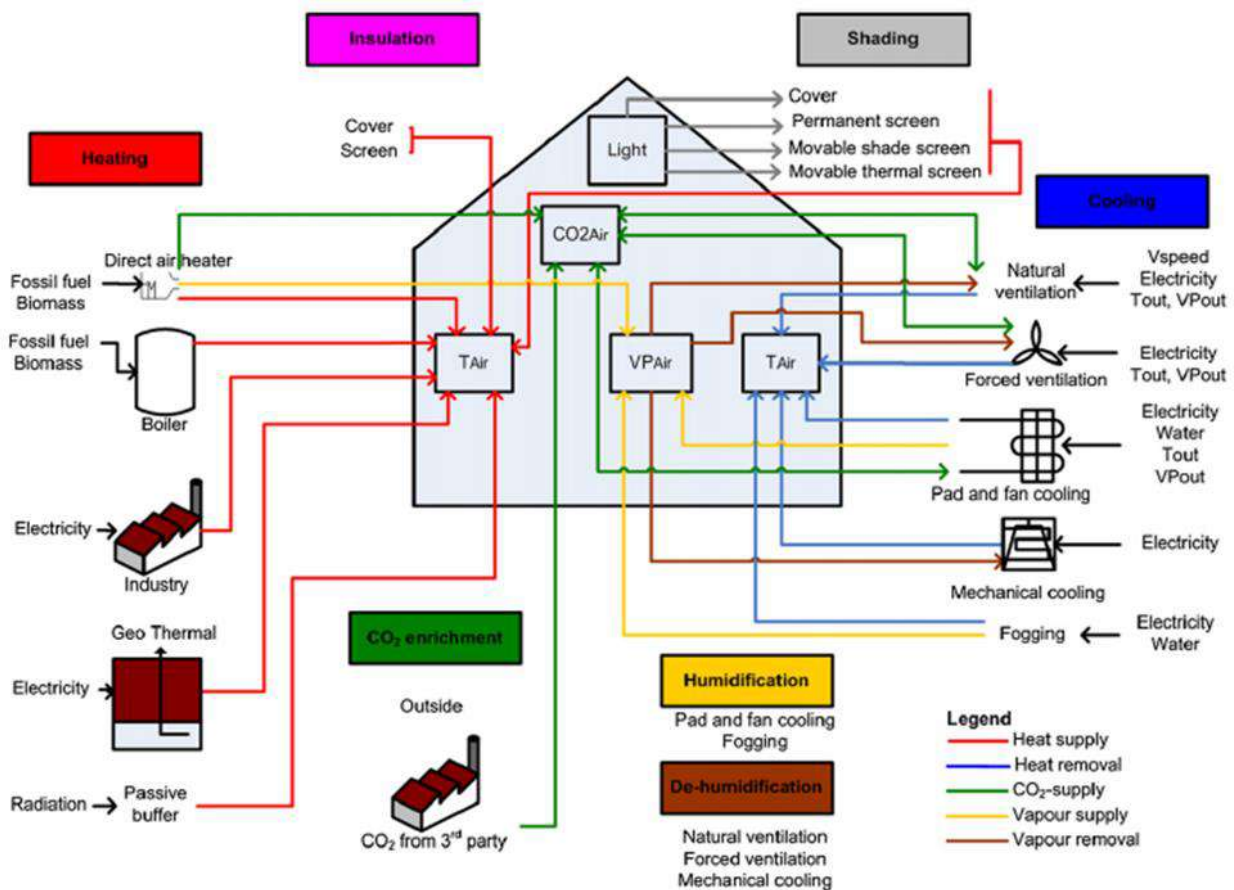 Insulation
Shading
Cover
Screen
Cover
Permanent screen
Movable shade screen
Movable thermal screen
Light
Heating
Cooling
CO2Air
Direct air heater
Fossil fuel
Biomass
Natural
ventilation
Vspeed
Electricity
Tout, VPout
Fossil fuel
Biomass
Boiler
TAir
VPAir
TAir
Forced ventilation
Electricity
Tout, VPout
Electricity
Water
Tout
VPout
Pad and fan cooling
Electricity
Industry
Electricity
Mechanical cooling
Geo Thermal
Electricity
CO₂ enrichment
Fogging
Electricity
Water
Humidification
Pad and fan cooling
Fogging
Outside
Radiation
Passive
buffer
CO₂ from 3rd party
De-humidification
Natural ventilation
Forced ventilation
Mechanical cooling
Legend
Heat supply
Heat removal
CO₂-supply
Vapour supply
Vapour removal